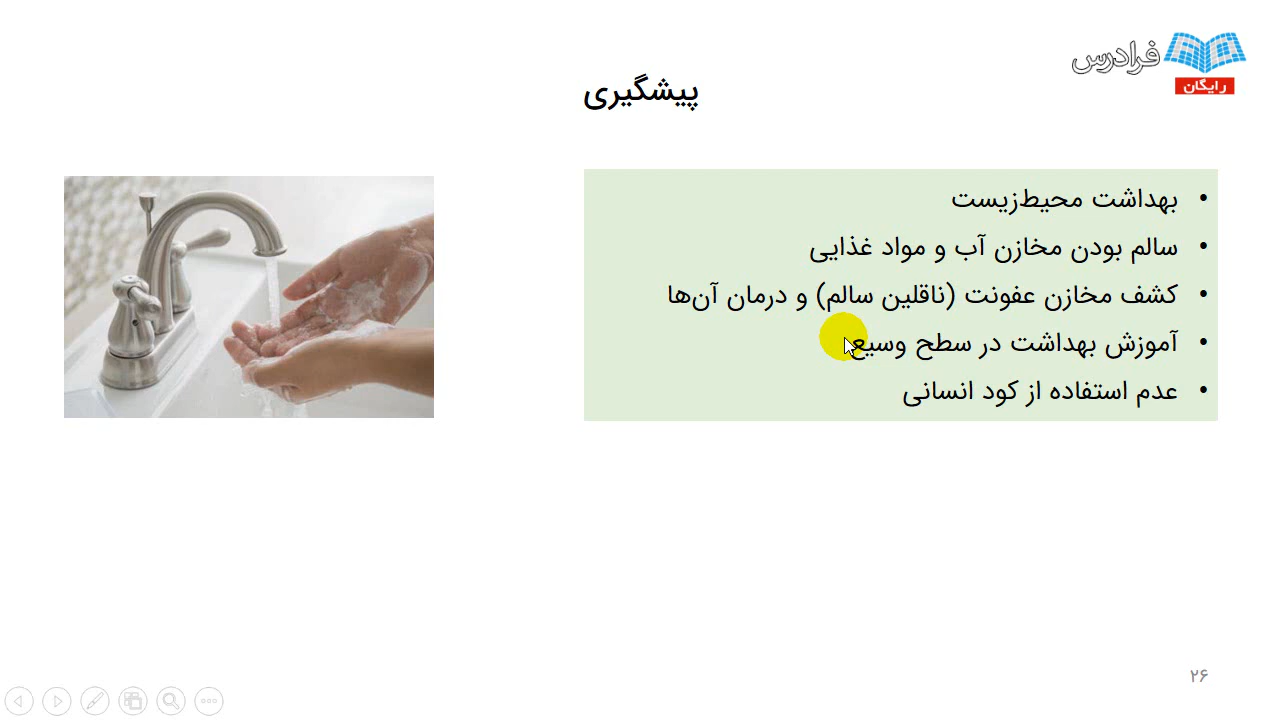 فرادرس
رایگان
پیشگیری
• بهداشت محیط‌زیست
• سالم بودن مخازن آب و مواد غذایی
• کشف مخازن عفونت (ناقلین سالم) و درمان آن‌ها
• آموزش بهداشت در سطح وسیع
• عدم استفاده از کود انسانی
۲۶